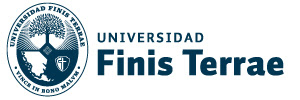 UNIVERSIDAD FINIS TERRAE
VINCE IN BONO MALVM
UNIVERSIDAD
Finis Terrae